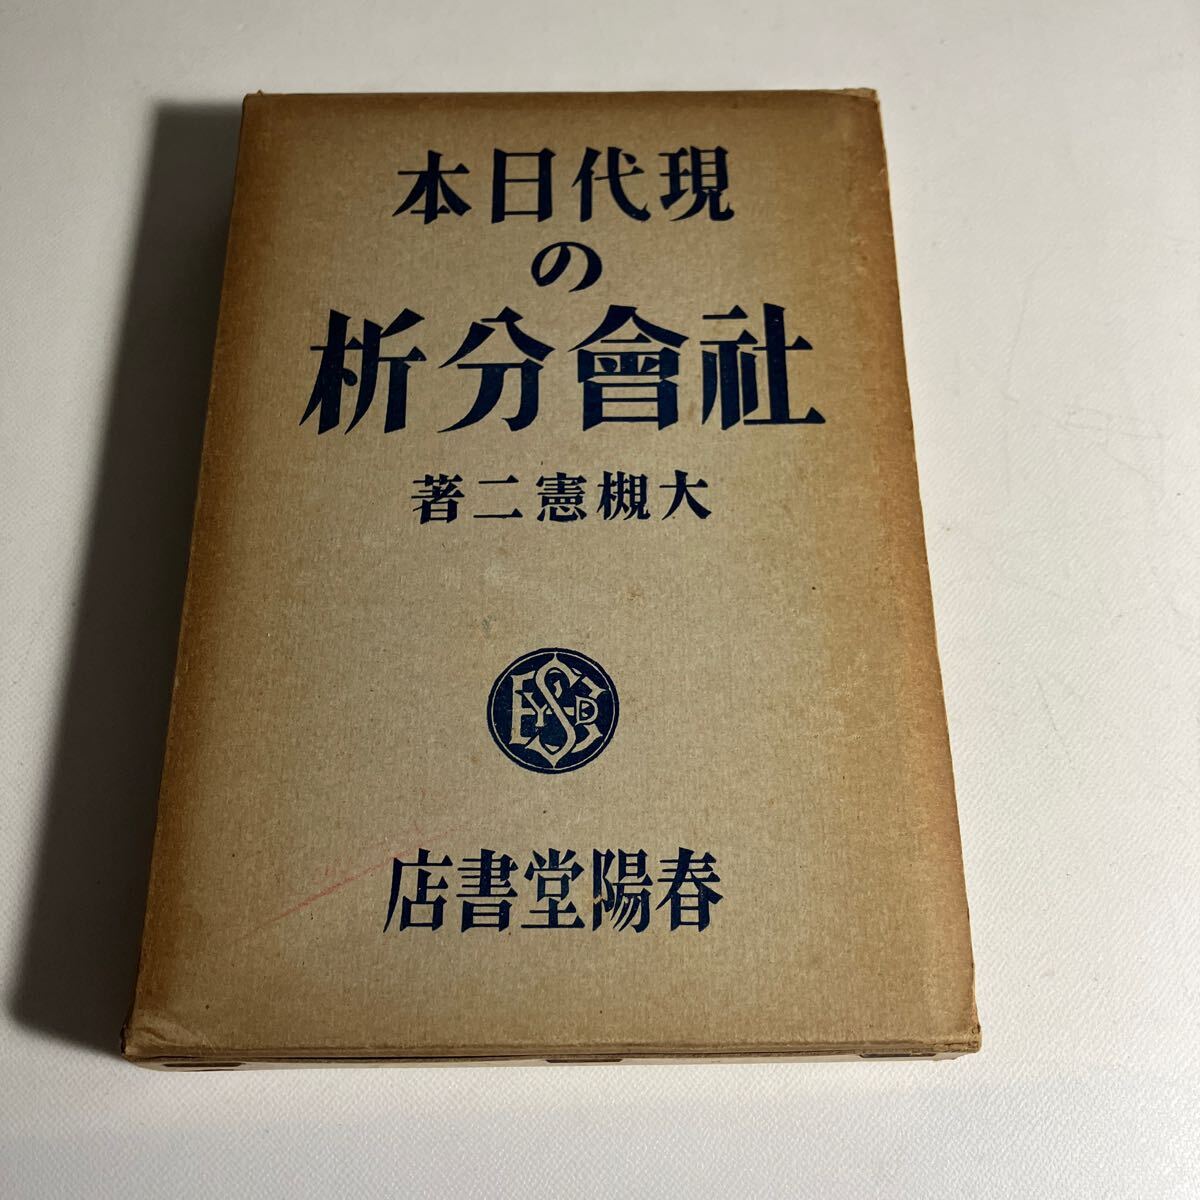 現代日本
の
社會分析
大槻憲二著
春陽堂書店